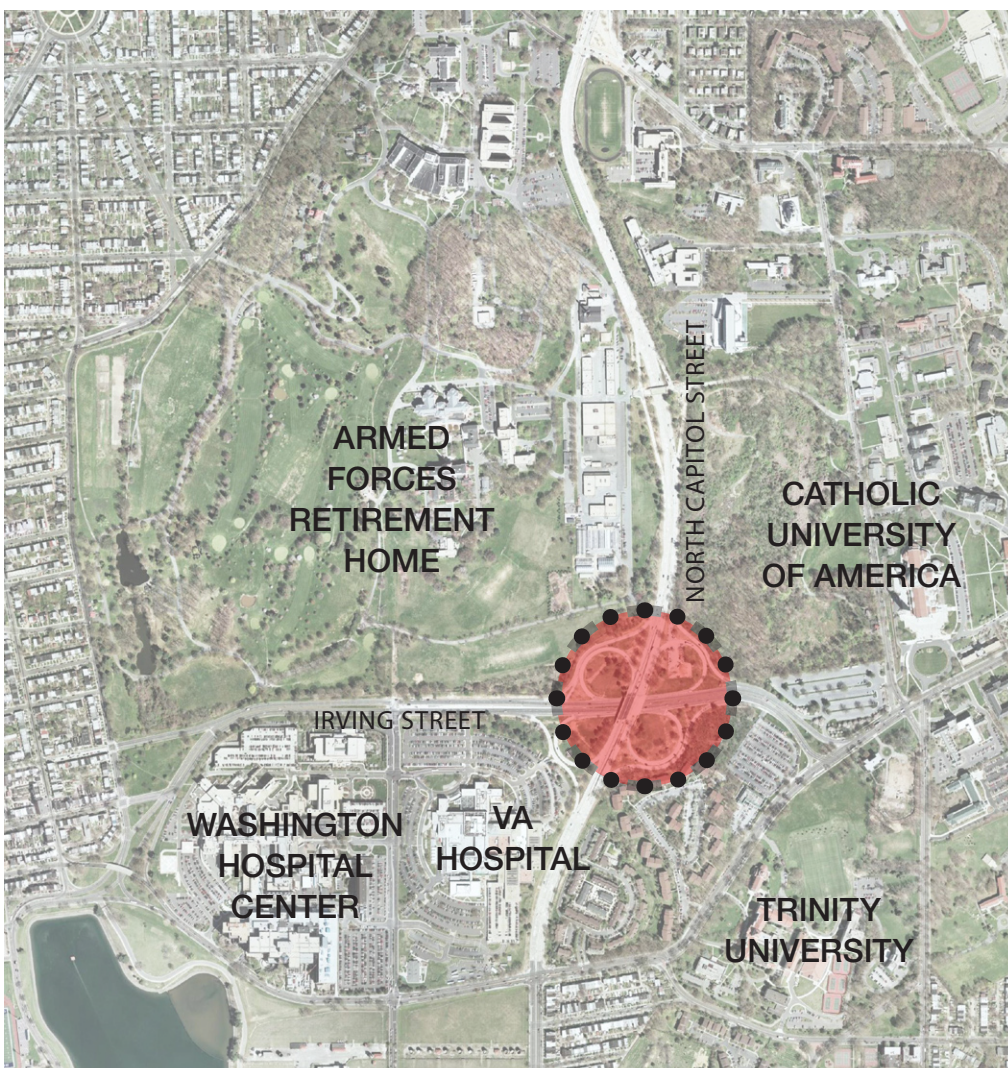 NORTH CAPITOL STREET
ARMED
FORCES
RETIREMENT
HOME
CATHOLIC
UNIVERSITY
OF AMERICA
IRVING STREET
WASHINGTON
HOSPITAL
CENTER
VA
HOSPITAL
TRINITY
UNIVERSITY